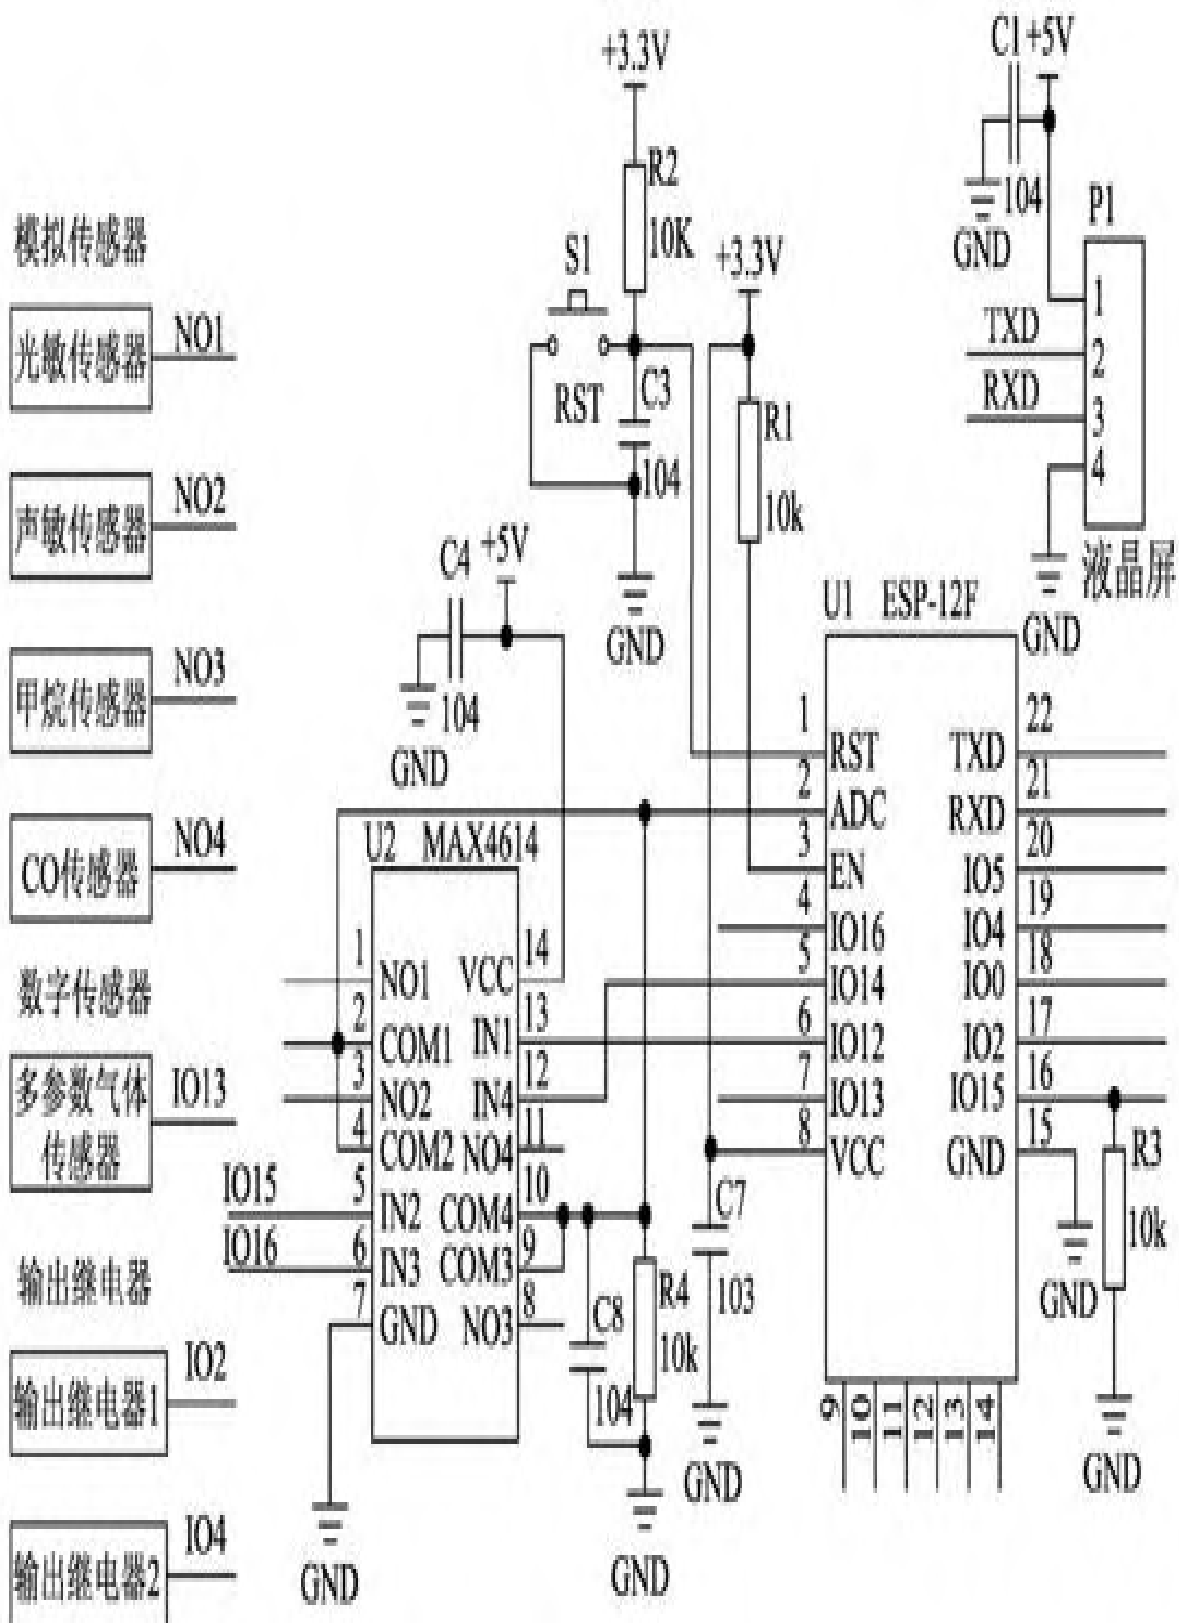 模拟传感器
光敏传感器
NO1
声敏传感器
NO2
甲烷传感器
NO3
CO传感器
NO4
数字传感器
多参数气体
传感器
IO13
输出继电器
输出继电器1
IO2
输出继电器2
IO4
+3.3V
R2
10K
S1
RST
C3
104
GND
+3.3V
R1
10k
C1
+5V
104
GND
P1
1
TXD
2
RXD
3
4
GND
液晶屏
C4
+5V
104
GND
U2
MAX4614
1
NO1
2
COM1
3
NO2
4
COM2
IO15
5
IN2
IO16
6
IN3
7
GND
GND
VCC
14
IN1
13
IN4
12
NO4
11
COM4
10
COM3
9
NO3
8
C8
104
R4
10k
GND
C7
103
GND
U1
ESP-12F
1
RST
2
ADC
3
EN
4
IO16
5
IO14
6
IO12
7
IO13
8
VCC
TXD
22
RXD
21
IO5
20
IO4
19
IO0
18
IO2
17
IO15
16
GND
15
GND
R3
10k
GND
9
10
11
12
13
14